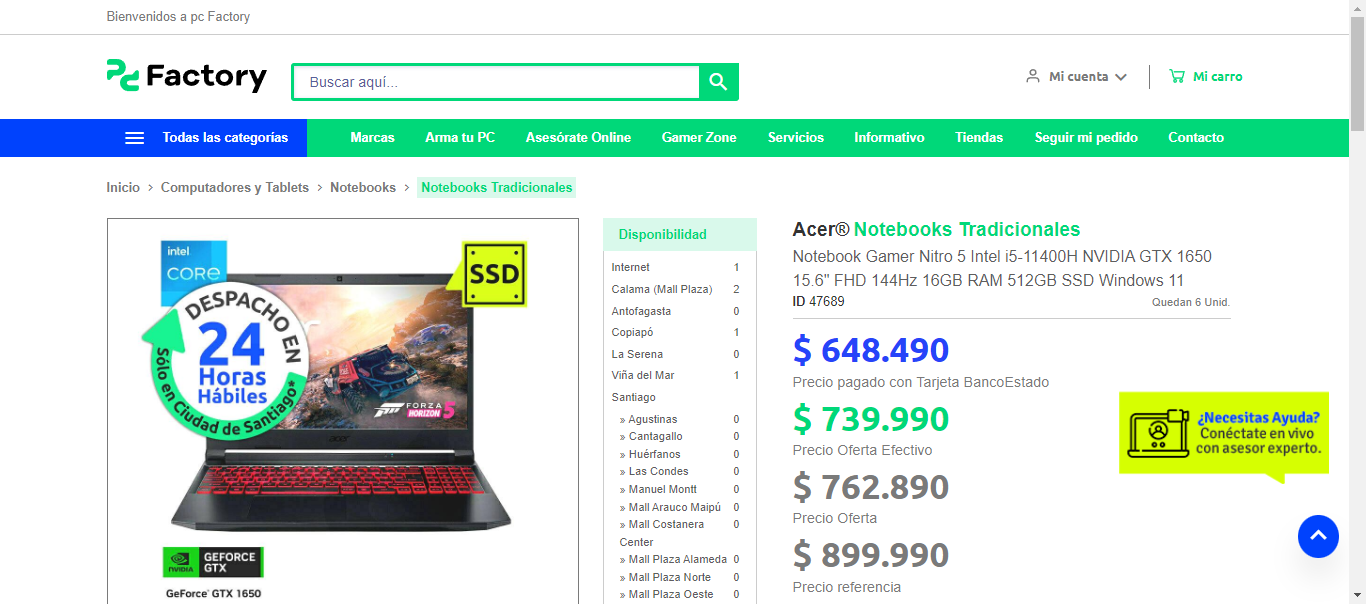 Bienvenidos a pc Factory
Factory
Buscar aquí...
Mi cuenta
Mi carro
Todas las categorías
Marcas
Arma tu PC
Asesórate Online
Gamer Zone
Servicios
Informativo
Tiendas
Seguir mi pedido
Contacto
Inicio > Computadores y Tablets > Notebooks > Notebooks Tradicionales
intel
CORE
SSD
DESPACHO EN
24
Horas
Hábiles
Sólo en Ciudad de Santiago*
FORZA
HORIZON 5
acer
NVIDIA
GEFORCE
GTX
GeForce® GTX 1650
Disponibilidad
Internet 1
Calama (Mall Plaza) 2
Antofagasta 0
Copiapó 1
La Serena 0
Viña del Mar 1
Santiago
» Agustinas 0
» Cantagallo 0
» Huérfanos 0
» Las Condes 0
» Manuel Montt 0
» Mall Arauco Maipú 0
» Mall Costanera 0
Center
» Mall Plaza Alameda 0
» Mall Plaza Norte 0
» Mall Plaza Oeste 0
Acer® Notebooks Tradicionales
Notebook Gamer Nitro 5 Intel i5-11400H NVIDIA GTX 1650
15.6" FHD 144Hz 16GB RAM 512GB SSD Windows 11
ID 47689
Quedan 6 Unid.
$ 648.490
Precio pagado con Tarjeta BancoEstado
$ 739.990
Precio Oferta Efectivo
$ 762.890
Precio Oferta
$ 899.990
Precio referencia
¿Necesitas Ayuda?
Conéctate en vivo
con asesor experto.